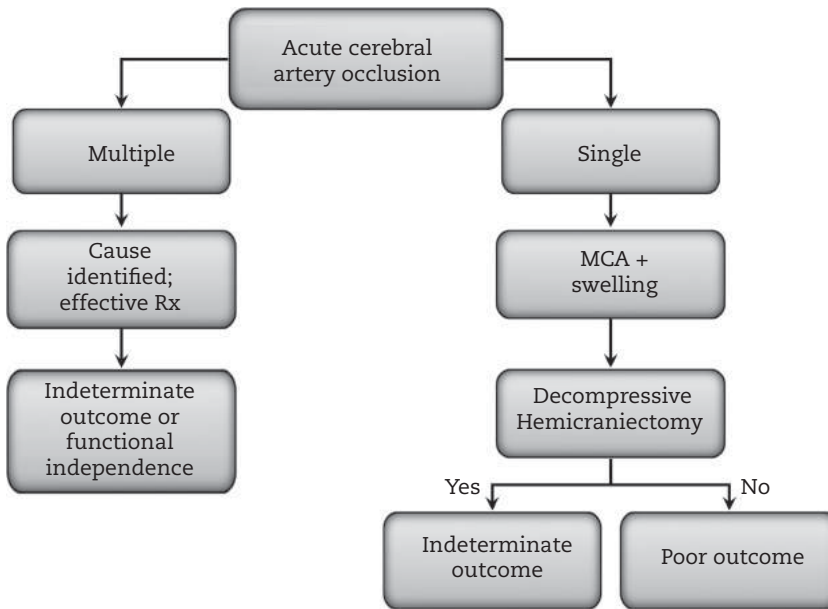 Acute cerebral
artery occlusion
Multiple
Single
Cause
identified;
effective Rx
MCA +
swelling
Indeterminate
outcome or
functional
independence
Decompressive
Hemicraniectomy
Yes
No
Indeterminate
outcome
Poor outcome